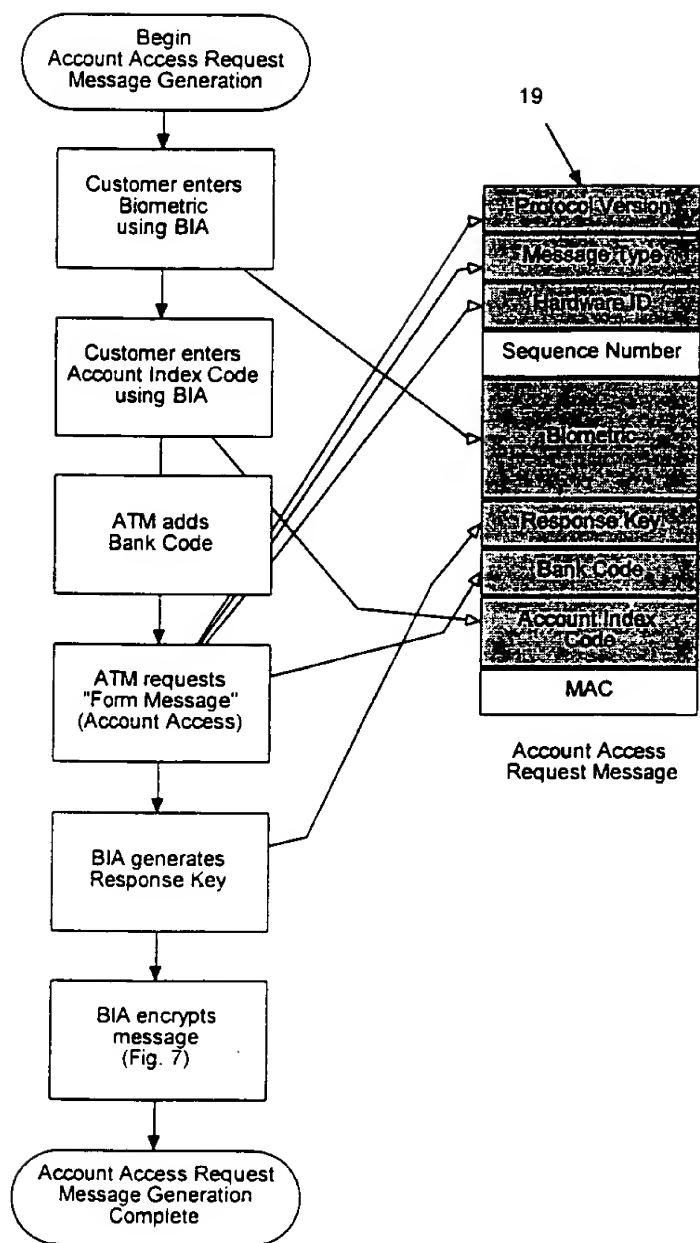 Begin
Account Access Request
Message Generation
Customer enters
Biometric
using BIA
Customer enters
Account Index Code
using BIA
ATM adds
Bank Code
ATM requests
"Form Message"
(Account Access)
BIA generates
Response Key
BIA encrypts
message
(Fig. 7)
Account Access Request
Message Generation
Complete
19
Protocol Version
Message Type
Hardware ID
Sequence Number
Biometric
Response Key
Bank Code
Account Index
Code
MAC
Account Access
Request Message